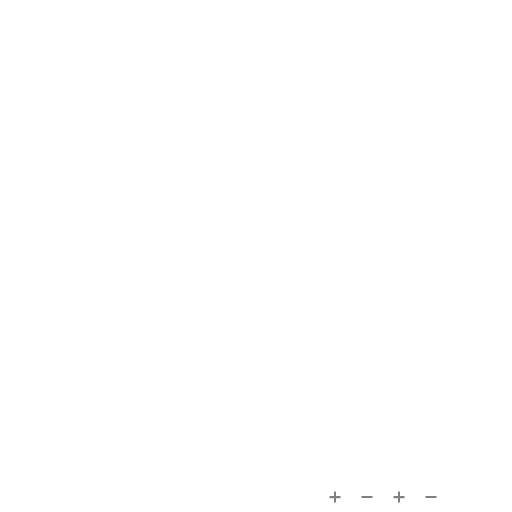 + − + −